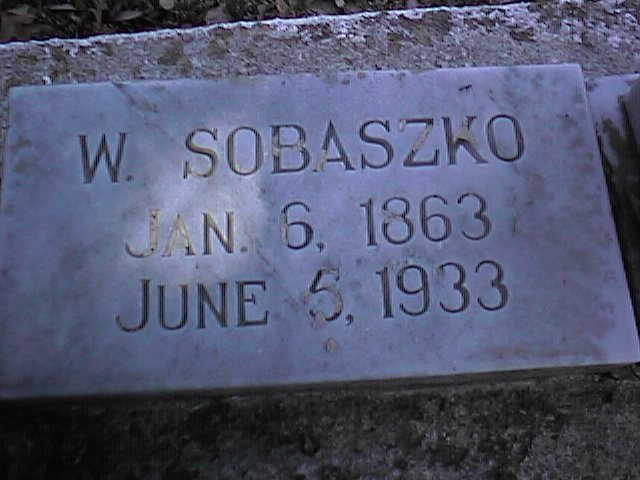 W. SOBASZKO
JAN. 6, 1863
JUNE 5, 1933